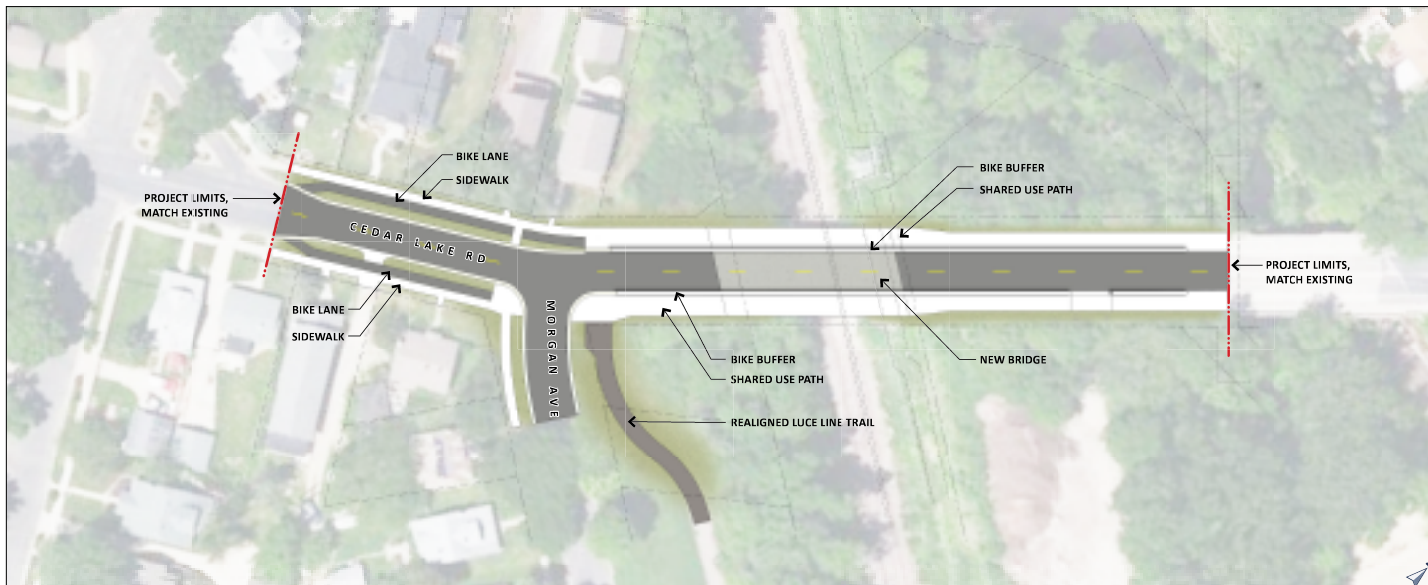 BIKE LANE
SIDEWALK
PROJECT LIMITS,
MATCH EXISTING
CEDAR LAKE RD
BIKE LANE
SIDEWALK
MORGAN AVE
BIKE BUFFER
SHARED USE PATH
PROJECT LIMITS,
MATCH EXISTING
BIKE BUFFER
SHARED USE PATH
NEW BRIDGE
REALIGNED LUCE LINE TRAIL